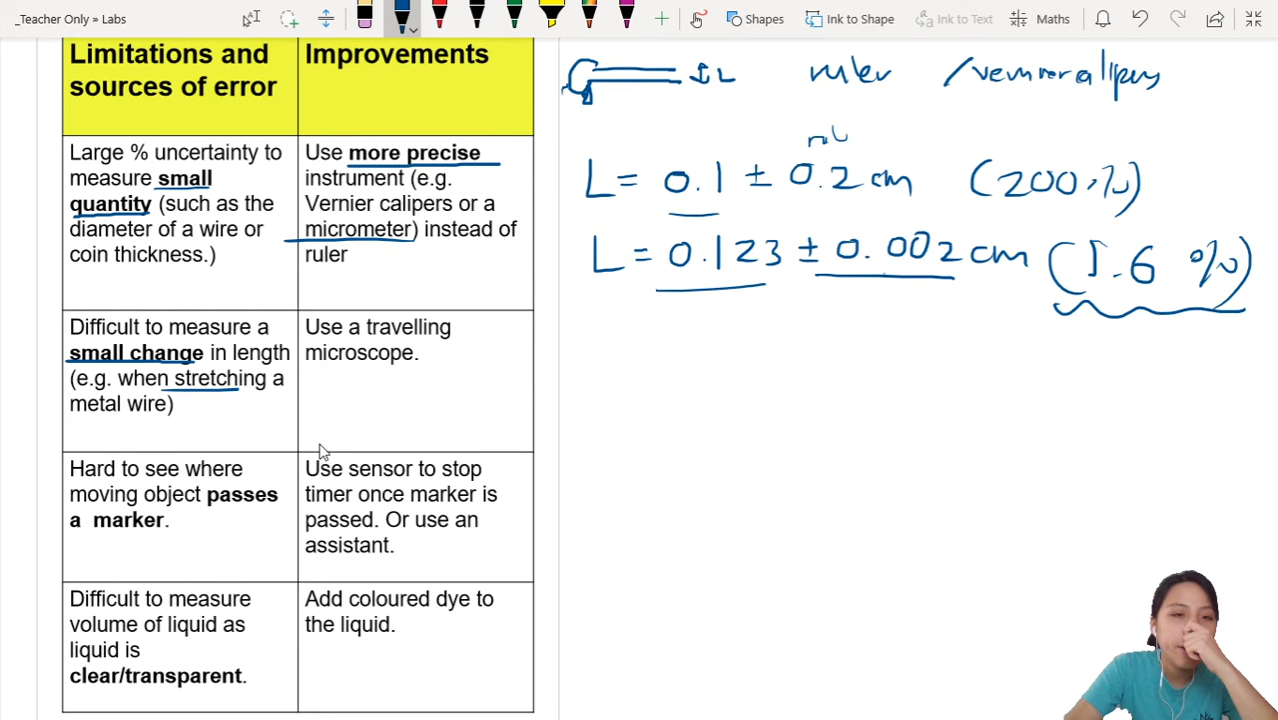 _Teacher Only » Labs
Shapes
Ink to Shape
Ink to Text
Maths
Limitations and
sources of error
Improvements
Large % uncertainty to
measure small
quantity (such as the
diameter of a wire or
coin thickness.)
Use more precise
instrument (e.g.
Vernier calipers or a
micrometer) instead of
ruler
Difficult to measure a
small change in length
(e.g. when stretching a
metal wire)
Use a travelling
microscope.
Hard to see where
moving object passes
a marker.
Use sensor to stop
timer once marker is
passed. Or use an
assistant.
Difficult to measure
volume of liquid as
liquid is
clear/transparent.
Add coloured dye to
the liquid.
L ruler /
L = 0.1 ± 0.2 cm (200%)
L = 0.123 ± 0.002 cm (1.6 %)